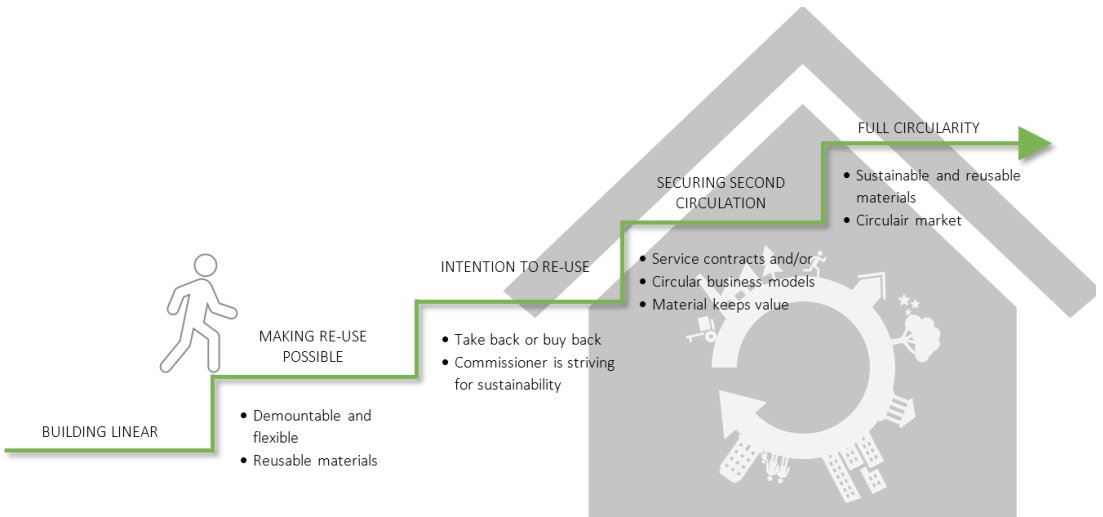 BUILDING LINEAR
MAKING RE-USE
POSSIBLE
• Demountable and
flexible
• Reusable materials
INTENTION TO RE-USE
• Take back or buy back
• Commissioner is striving
for sustainability
SECURING SECOND
CIRCULATION
• Service contracts and/or
• Circular business models
• Material keeps value
FULL CIRCULARITY
• Sustainable and reusable
materials
• Circulair market